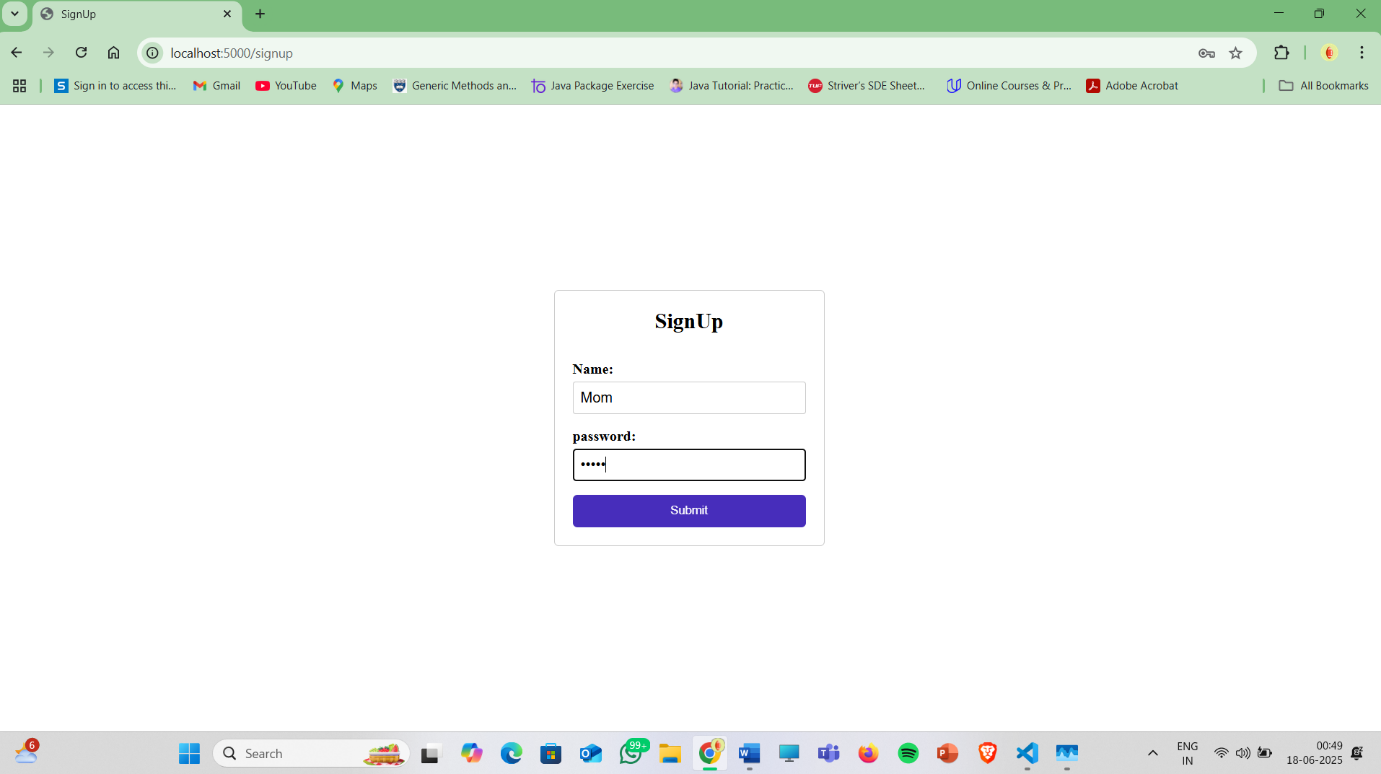 SignUp
localhost:5000/signup
Sign in to access thi...
Gmail
YouTube
Maps
Generic Methods an...
Java Package Exercise
Java Tutorial: Practic...
Striver's SDE Sheet...
Online Courses & Pr...
Adobe Acrobat
All Bookmarks
SignUp
Name:
Mom
password:
•••••
Submit
6
Search
99+
ENG
IN
00:49
18-06-2025